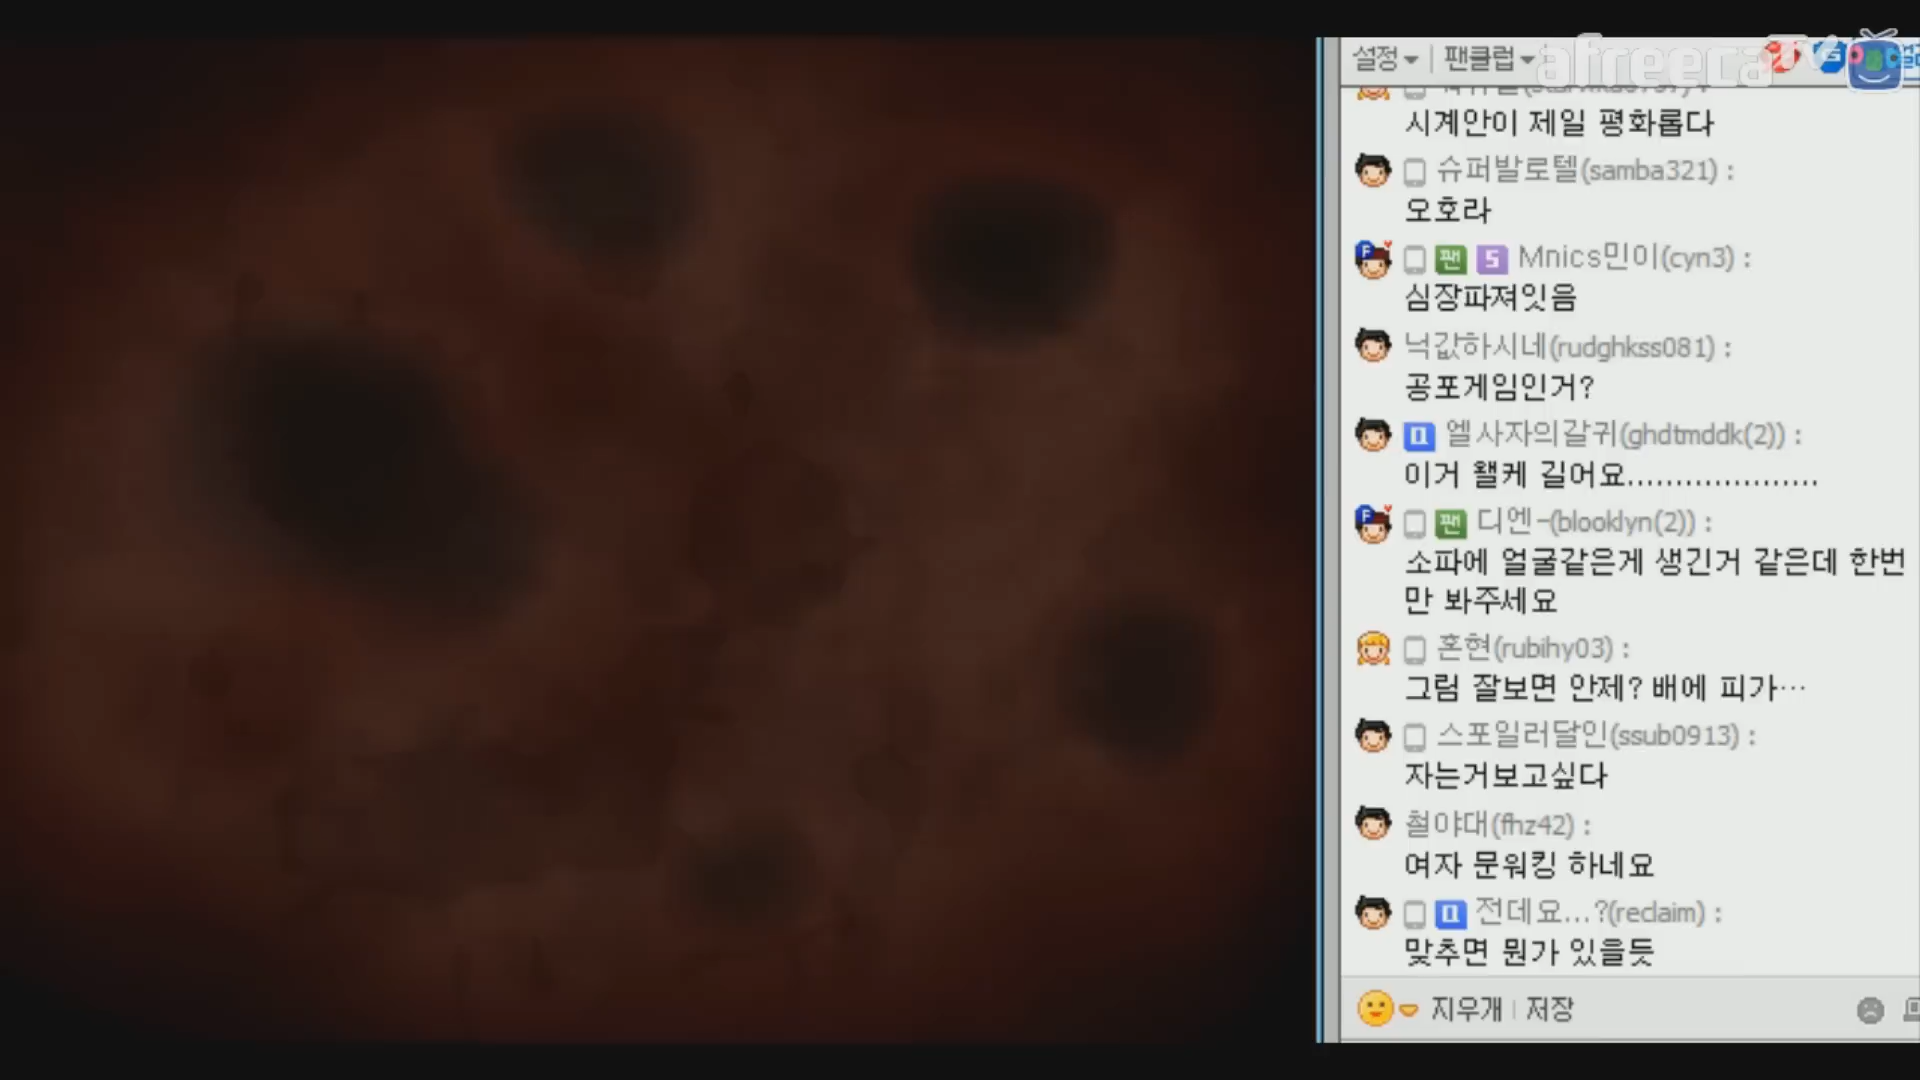 설정 팬클럽
afreecaTV
시계안이 제일 평화롭다
슈퍼발로텔(samba321) :
오호라
팬 S Mnics민이(cyn3) :
심장파져잇음
닉값하시네(rudghkss081) :
공포게임인거?
엘사자의갈귀(ghdtmddk(2)) :
이거 왤케 길어요...................
팬 디엔-(blooklyn(2)) :
소파에 얼굴같은게 생긴거 같은데 한번
만 봐주세요
혼현(rubihy03) :
그림 잘보면 안제? 배에 피가…
스포일러달인(ssub0913) :
자는거보고싶다
철야대(fhz42) :
여자 문워킹 하네요
전데요...?(reclaim) :
맞추면 뭔가 있을듯
지우개 저장